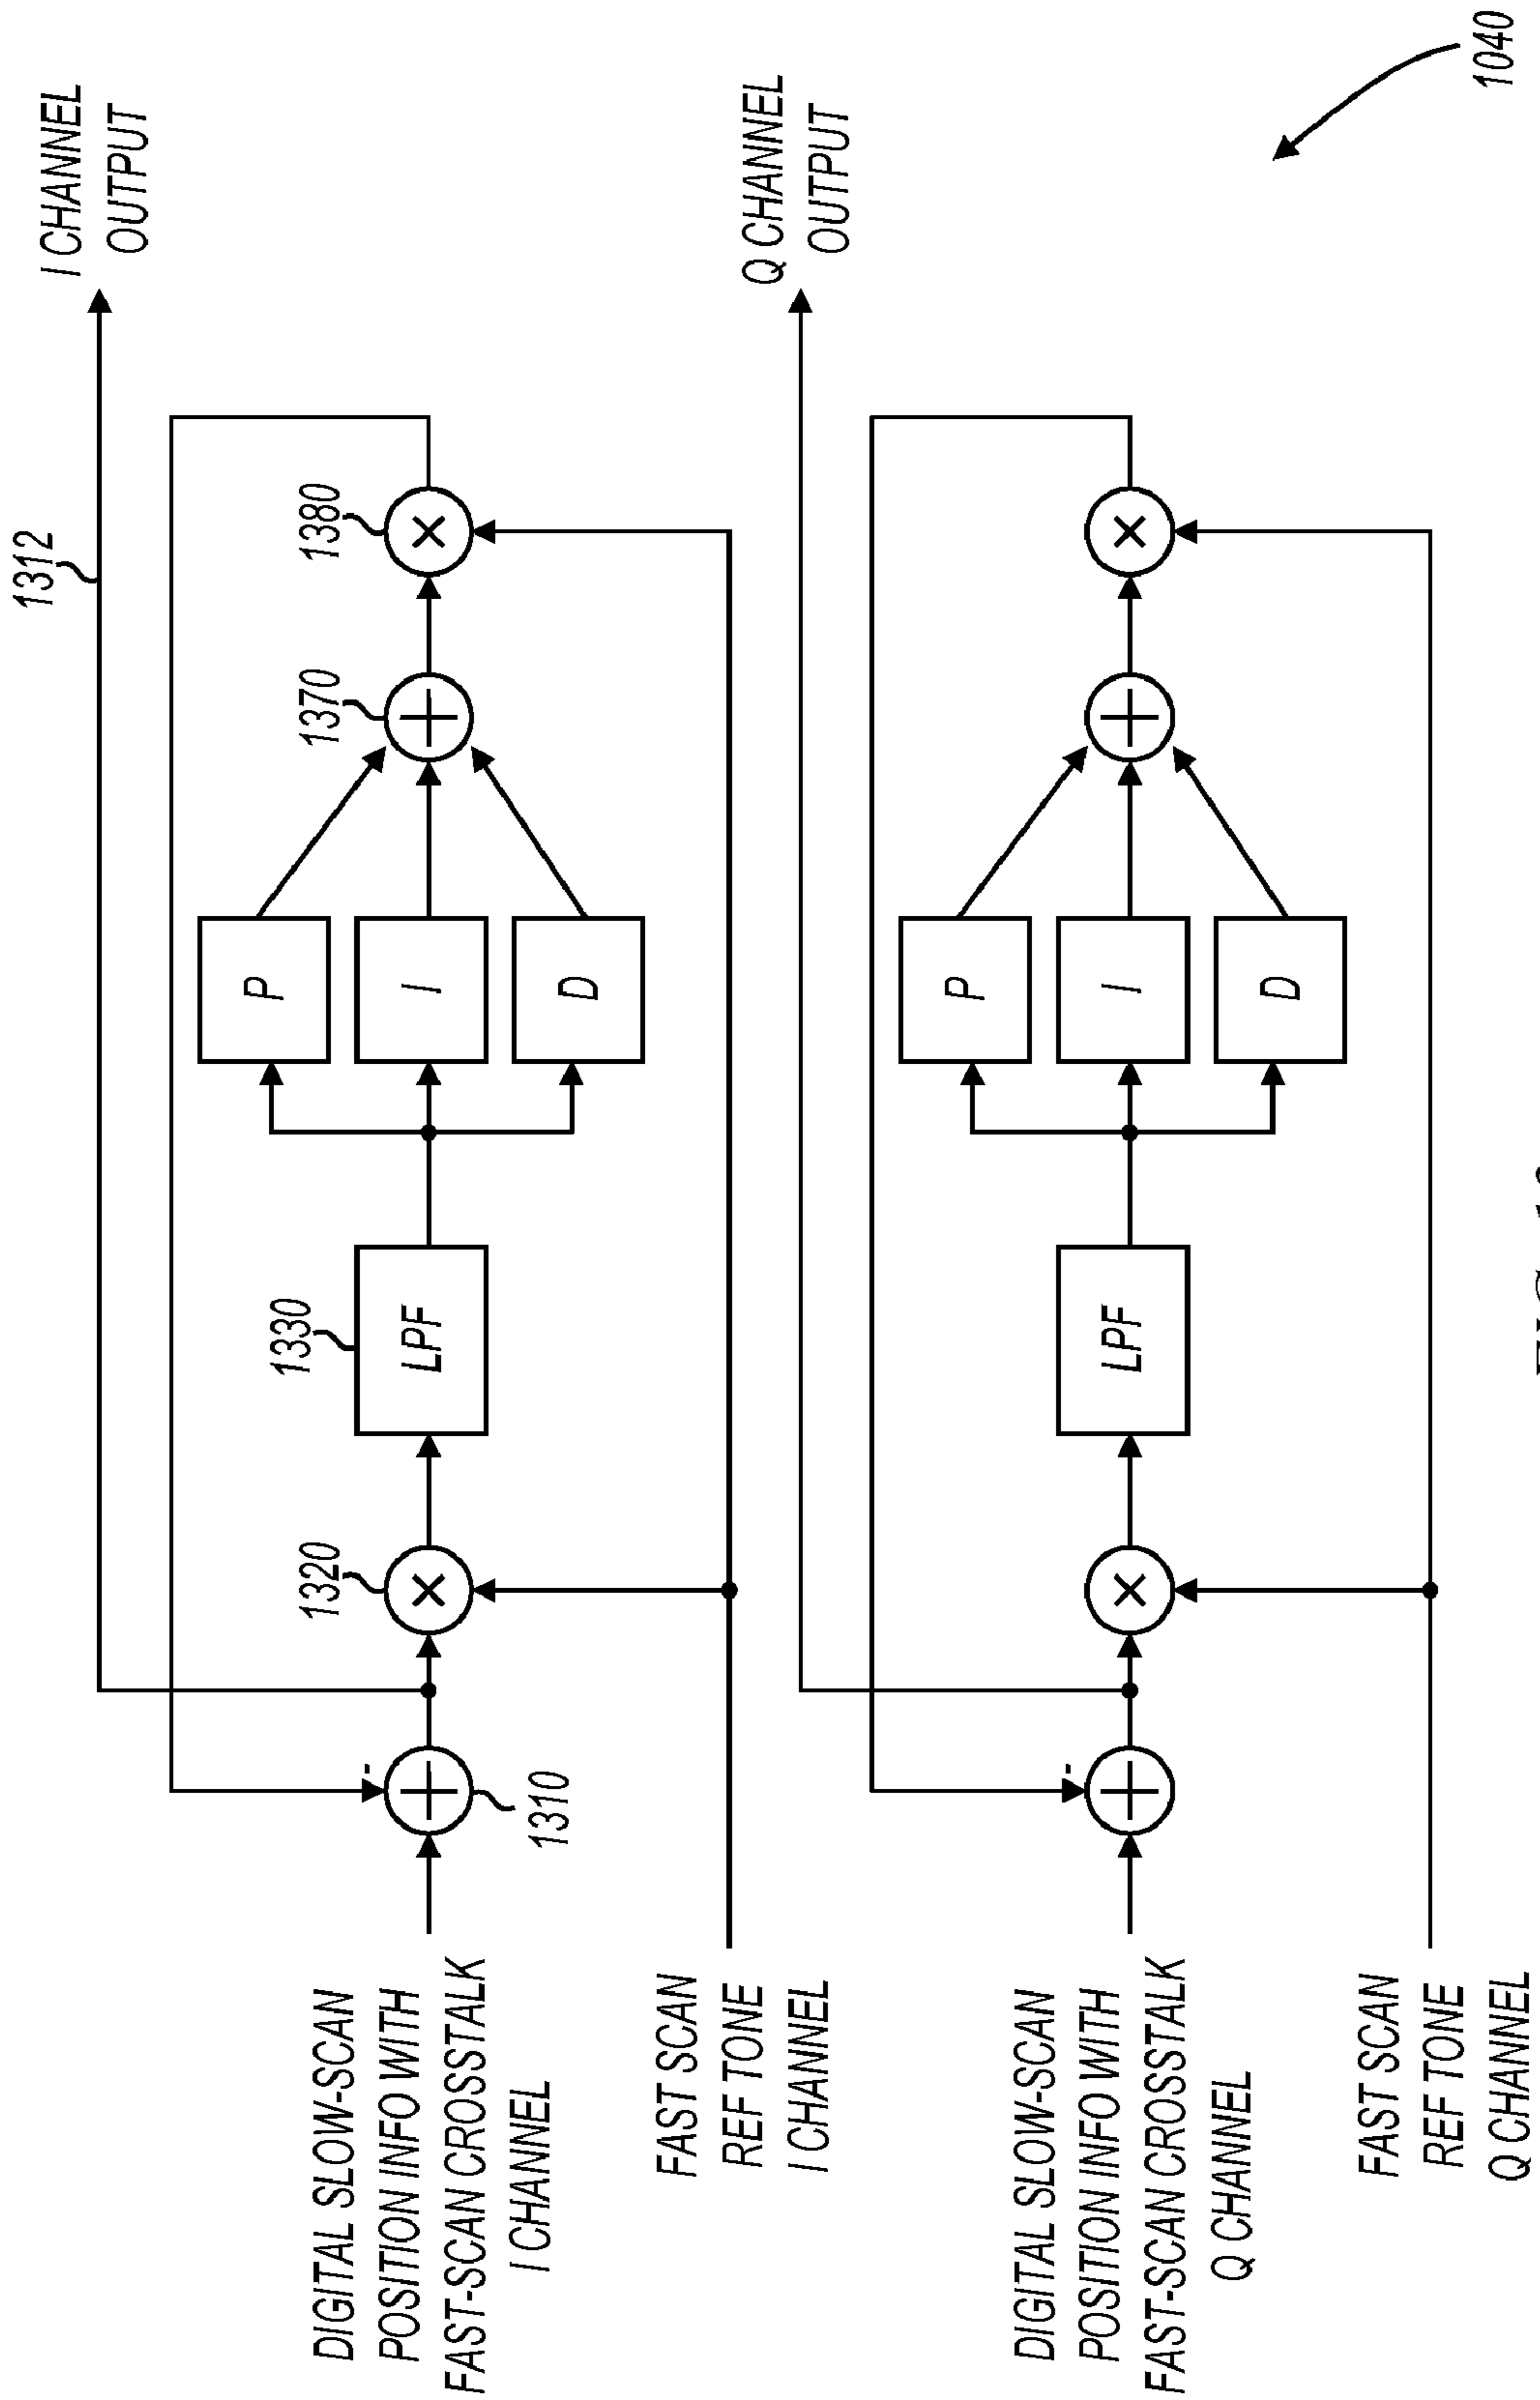 1312
I CHANNEL
OUTPUT
DIGITAL SLOW-SCAN
POSITION INFO WITH
FAST-SCAN CROSSTALK
I CHANNEL
-
1310
1320
1330
LPF
P
I
D
1370
1380
FAST SCAN
REF TONE
I CHANNEL
Q CHANNEL
OUTPUT
DIGITAL SLOW-SCAN
POSITION INFO WITH
FAST-SCAN CROSSTALK
Q CHANNEL
-
LPF
P
I
D
FAST SCAN
REF TONE
Q CHANNEL
1040